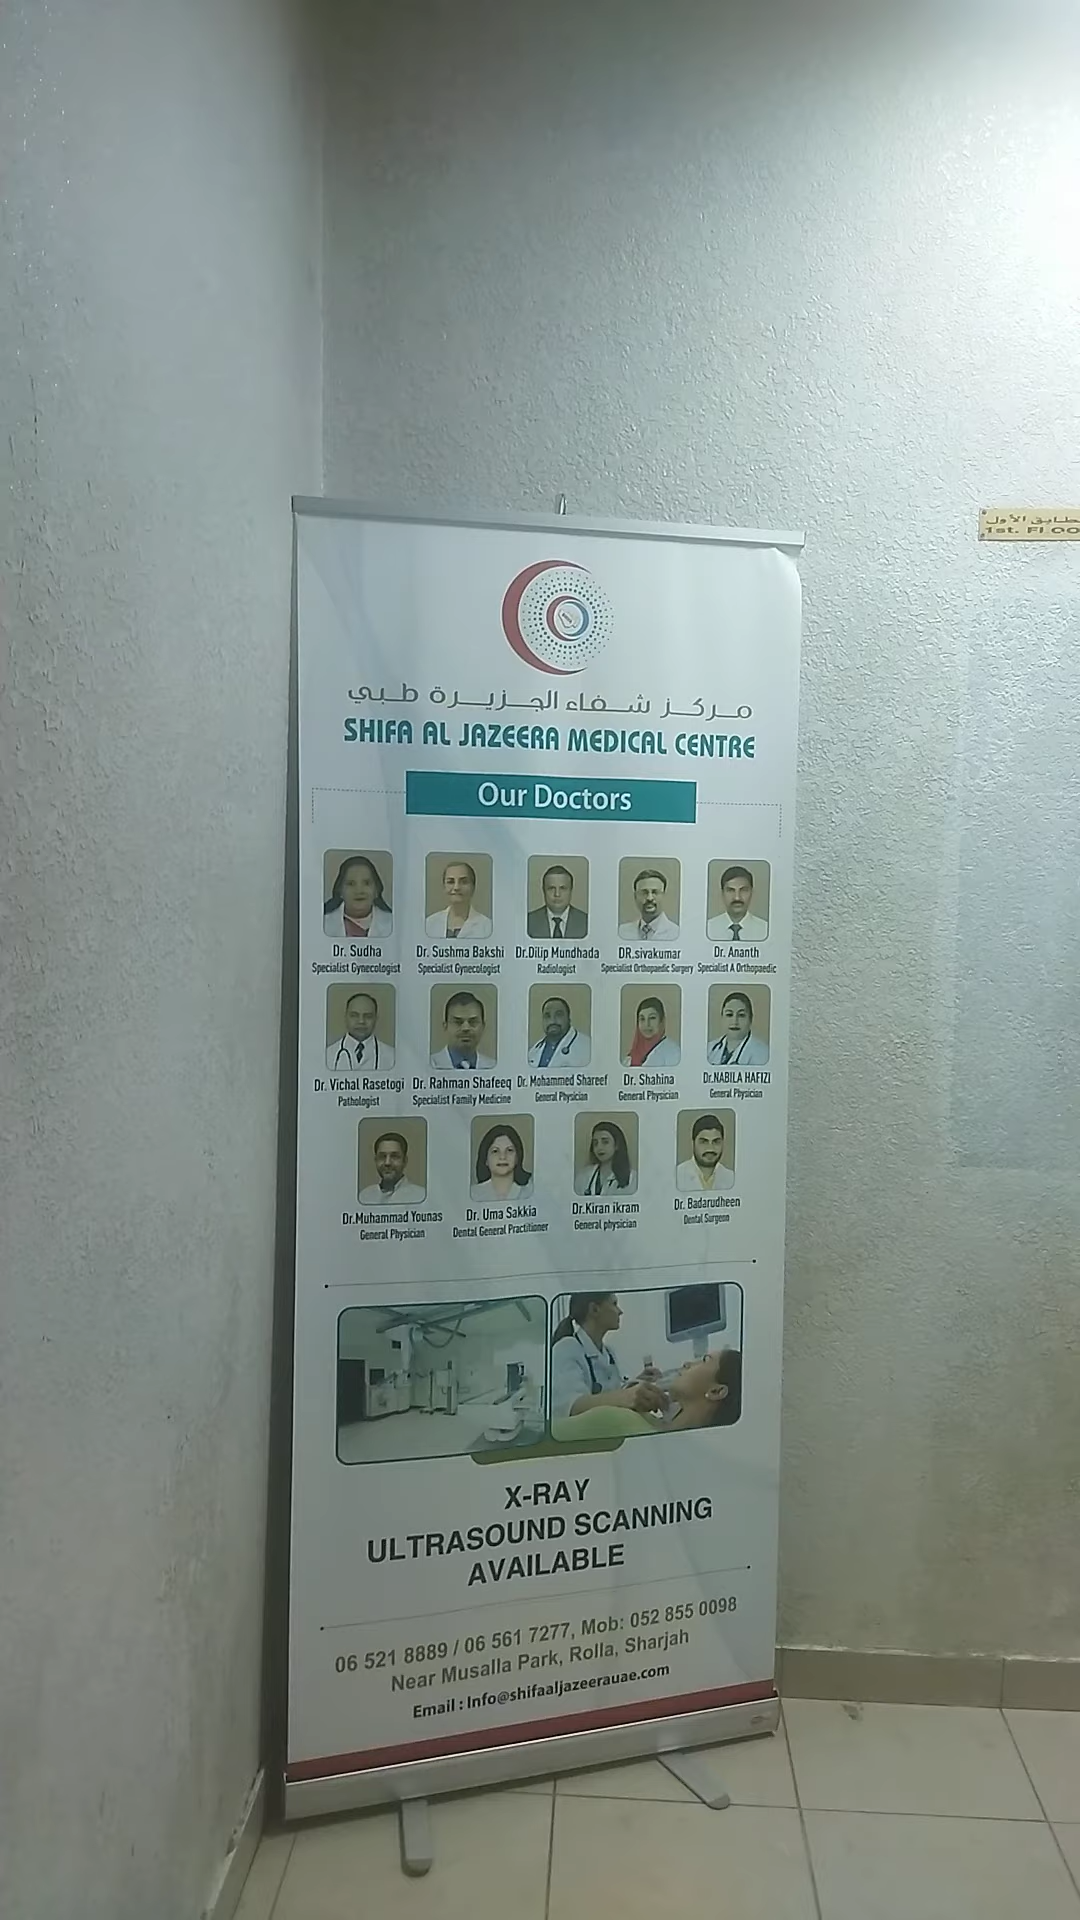 الطابق الأول
1st. Fl oo
مركز شفاء الجزيرة طبي
SHIFA AL JAZEERA MEDICAL CENTRE
Our Doctors
Dr. Sudha
Specialist Gynecologist
Dr. Sushma Bakshi
Specialist Gynecologist
Dr.Dilip Mundhada
Radiologist
DR.sivakumar
Specialist Orthopaedic Surgery
Dr. Ananth
Specialist A Orthopaedic
Dr. Vichal Rasetogi
Pathologist
Dr. Rahman Shafeeq
Specialist Family Medicine
Dr. Mohammed Shareef
General Physician
Dr. Shahina
General Physician
Dr.NABILA HAFIZI
General Physician
Dr.Muhammad Younas
General Physician
Dr. Uma Sakkia
Dental General Practitioner
Dr.Kiran ikram
General physician
Dr. Badarudheen
Dental Surgeon
X-RAY
ULTRASOUND SCANNING
AVAILABLE
06 521 8889 / 06 561 7277, Mob: 052 855 0098
Near Musalla Park, Rolla, Sharjah
Email : Info@shifaaljazeerauae.com